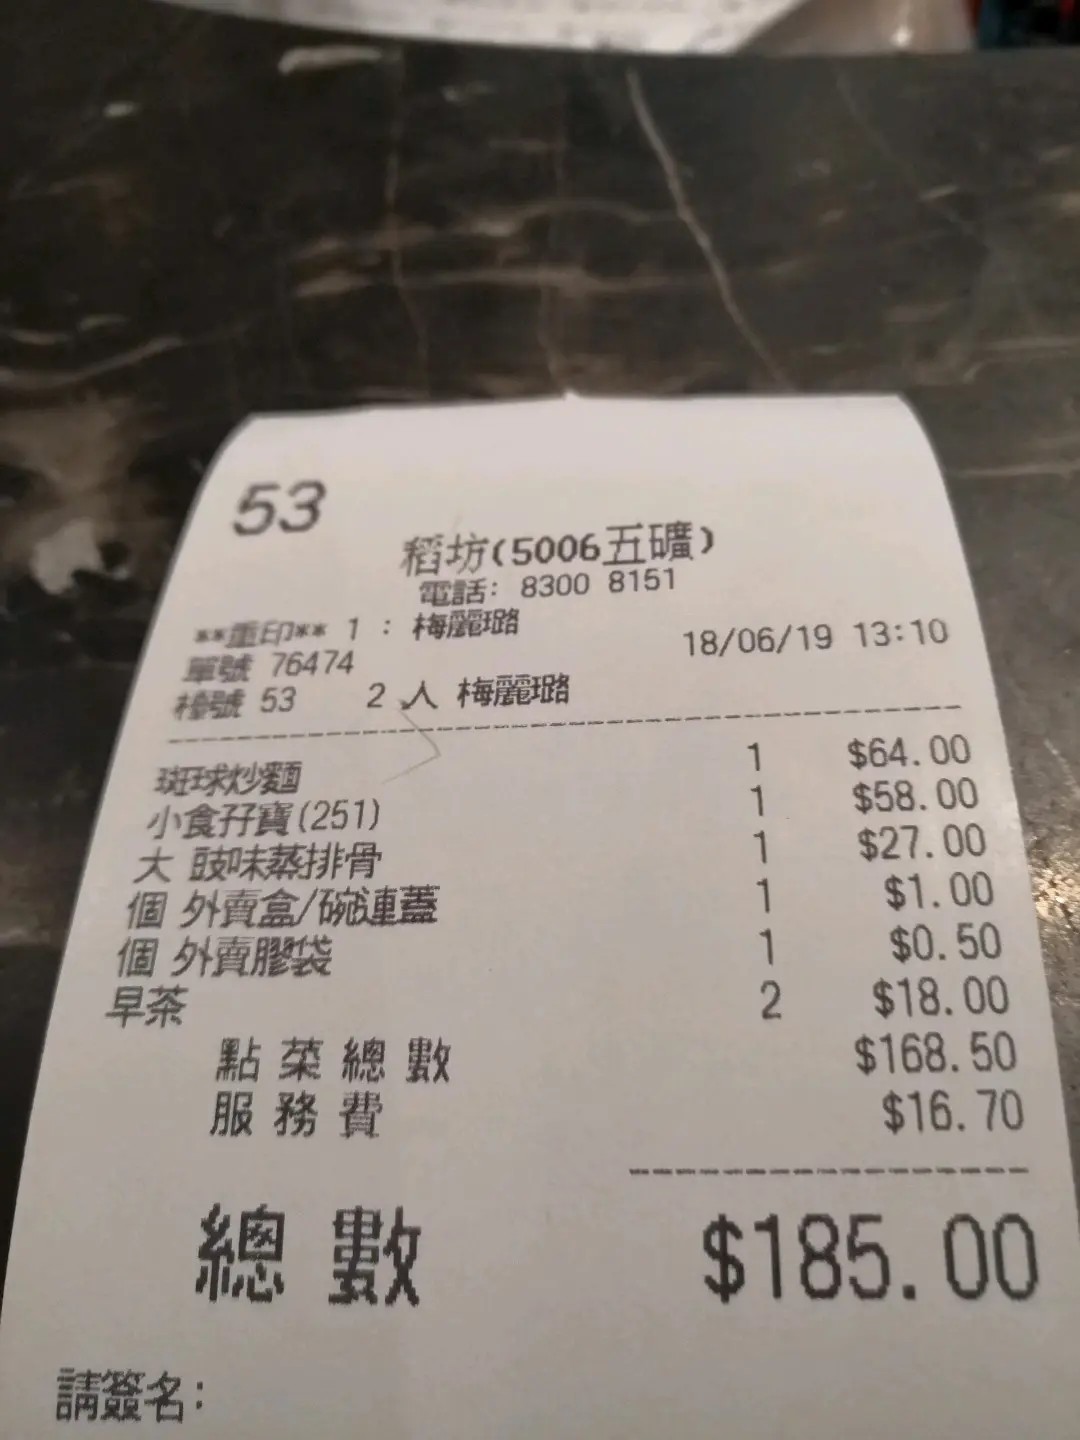 53
稻坊(5006五礦)
電話: 8300 8151
**重印** 1 : 梅麗璐
單號 76474 18/06/19 13:10
檯號 53 2 人 梅麗璐
斑球炒麵 1 $64.00
小食孖寶(251) 1 $58.00
大 豉味蒸排骨 1 $27.00
個 外賣盒/碗連蓋 1 $1.00
個 外賣膠袋 1 $0.50
早茶 2 $18.00
點菜總數 $168.50
服務費 $16.70
總數 $185.00
請簽名: